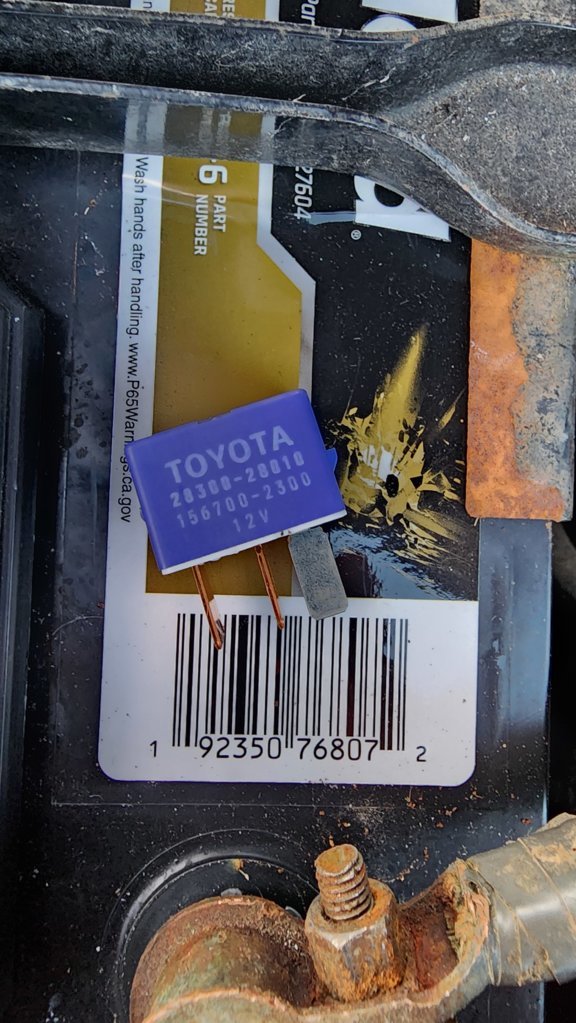 TOYOTA
28300-28010
156700-2300
12V
Wash hands after handling. www.P65Warnings.ca.gov
6 PART
NUMBER
27604
®
1 92350 76807 2